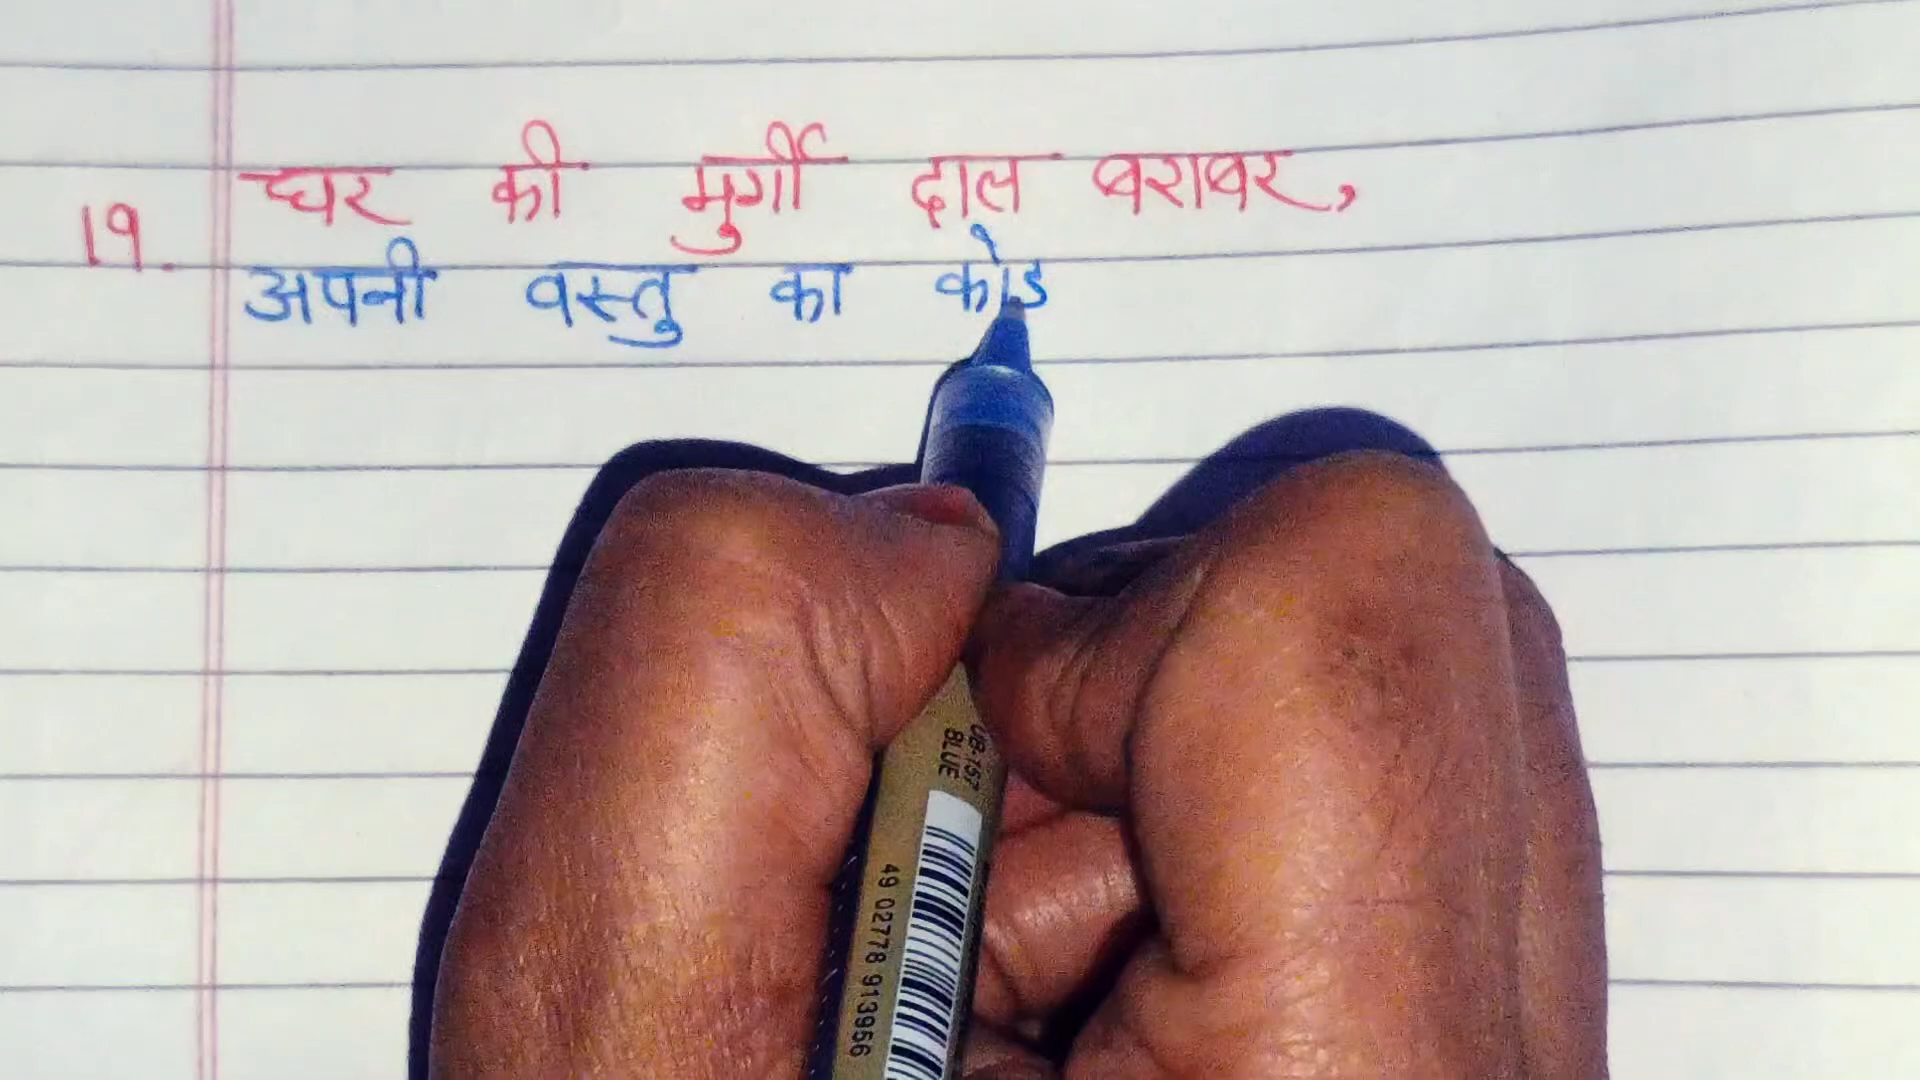 19. घर की मुर्गी दाल बराबर,
अपनी वस्तु का कोड
UB-157
BLUE
49 02778 913956